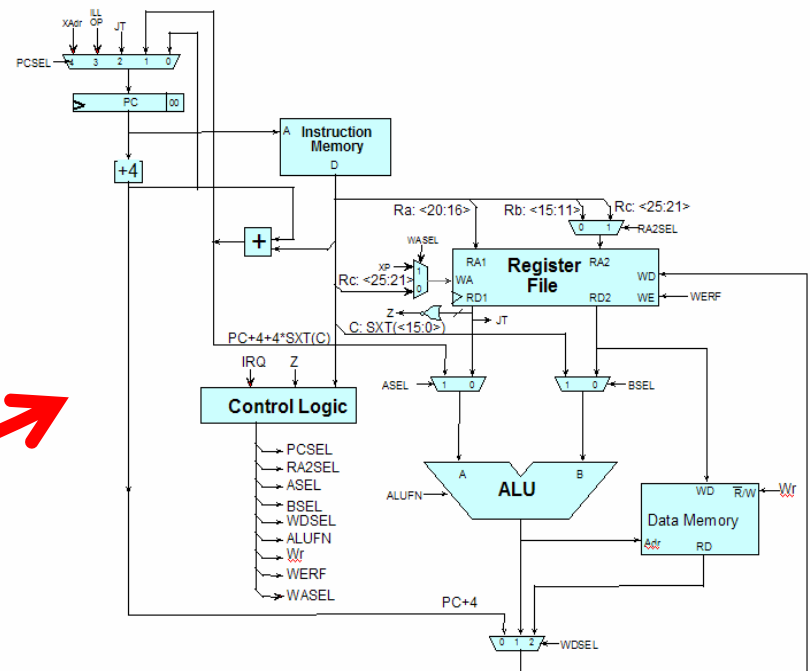 XAdr
ILL
OP
JT
PCSEL
4 3 2 1 0
PC
00
A
Instruction
Memory
D
+4
Ra: <20:16>
Rb: <15:11>
Rc: <25:21>
0 1
RA2SEL
+
WASEL
XP
1
Rc: <25:21>
0
RA1
Register
File
RA2
WA
WD
RD1
RD2
WE
WERF
Z
JT
C: SXT(<15:0>)
PC+4+4*SXT(C)
IRQ
Z
ASEL
1 0
1 0
BSEL
Control Logic
PCSEL
RA2SEL
ASEL
BSEL
WDSEL
ALUFN
Wr
WERF
WASEL
A
B
ALU
ALUFN
WD
R/W
Wr
Data Memory
Adr
RD
PC+4
0 1 2
WDSEL